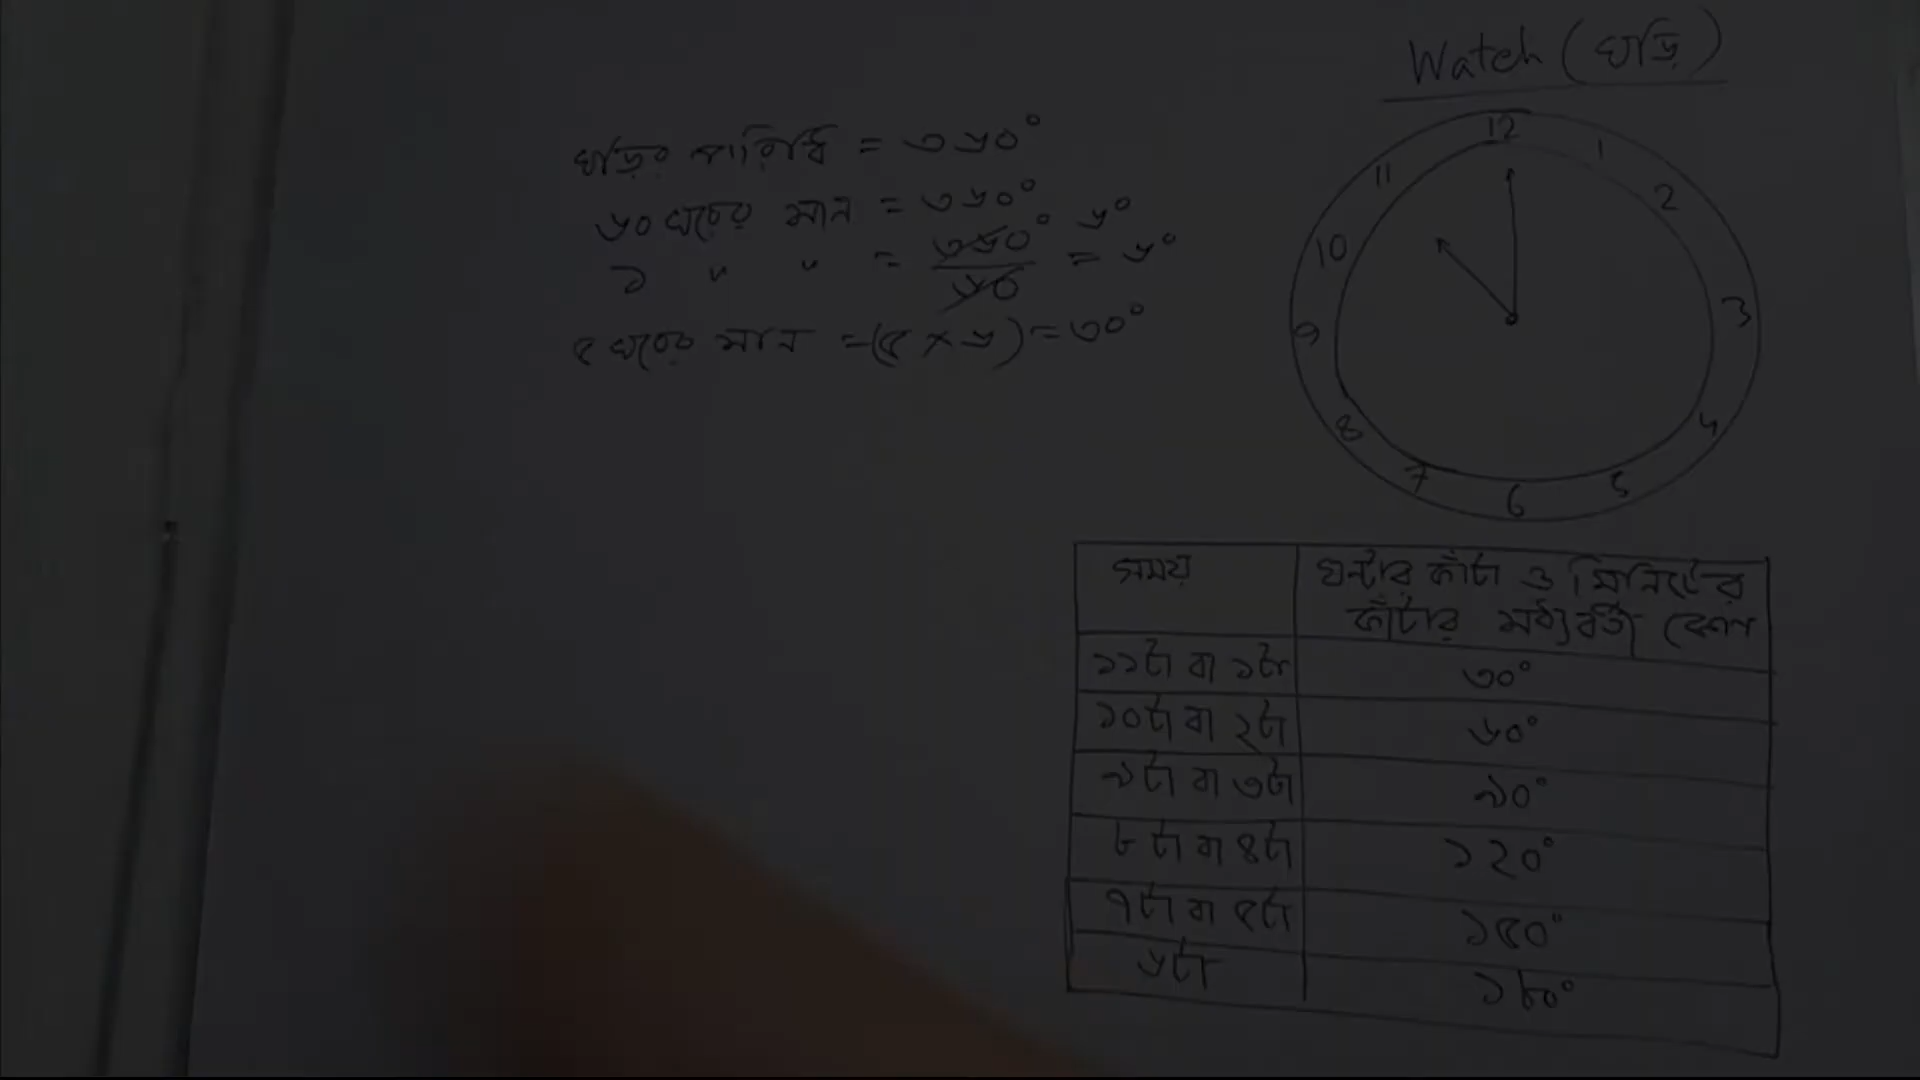 Watch (ঘড়ি)
ঘড়ির পরিধি = ৩৬০°
৬০ ঘরের মান = ৩৬০°
১ " " = ৩৬০°/৬০ ৬° = ৬°
৫ ঘরের মান = (৫ × ৬) = ৩০°
12
1
2
3
4
5
6
7
8
9
10
11
সময় ঘন্টার কাঁটা ও মিনিটের
কাঁটার মধ্যবর্তী কোণ
১১টা বা ১টা ৩০°
১০টা বা ২টা ৬০°
৯টা বা ৩টা ৯০°
৮টা বা ৪টা ১২০°
৭টা বা ৫টা ১৫০°
৬টা ১৮০°